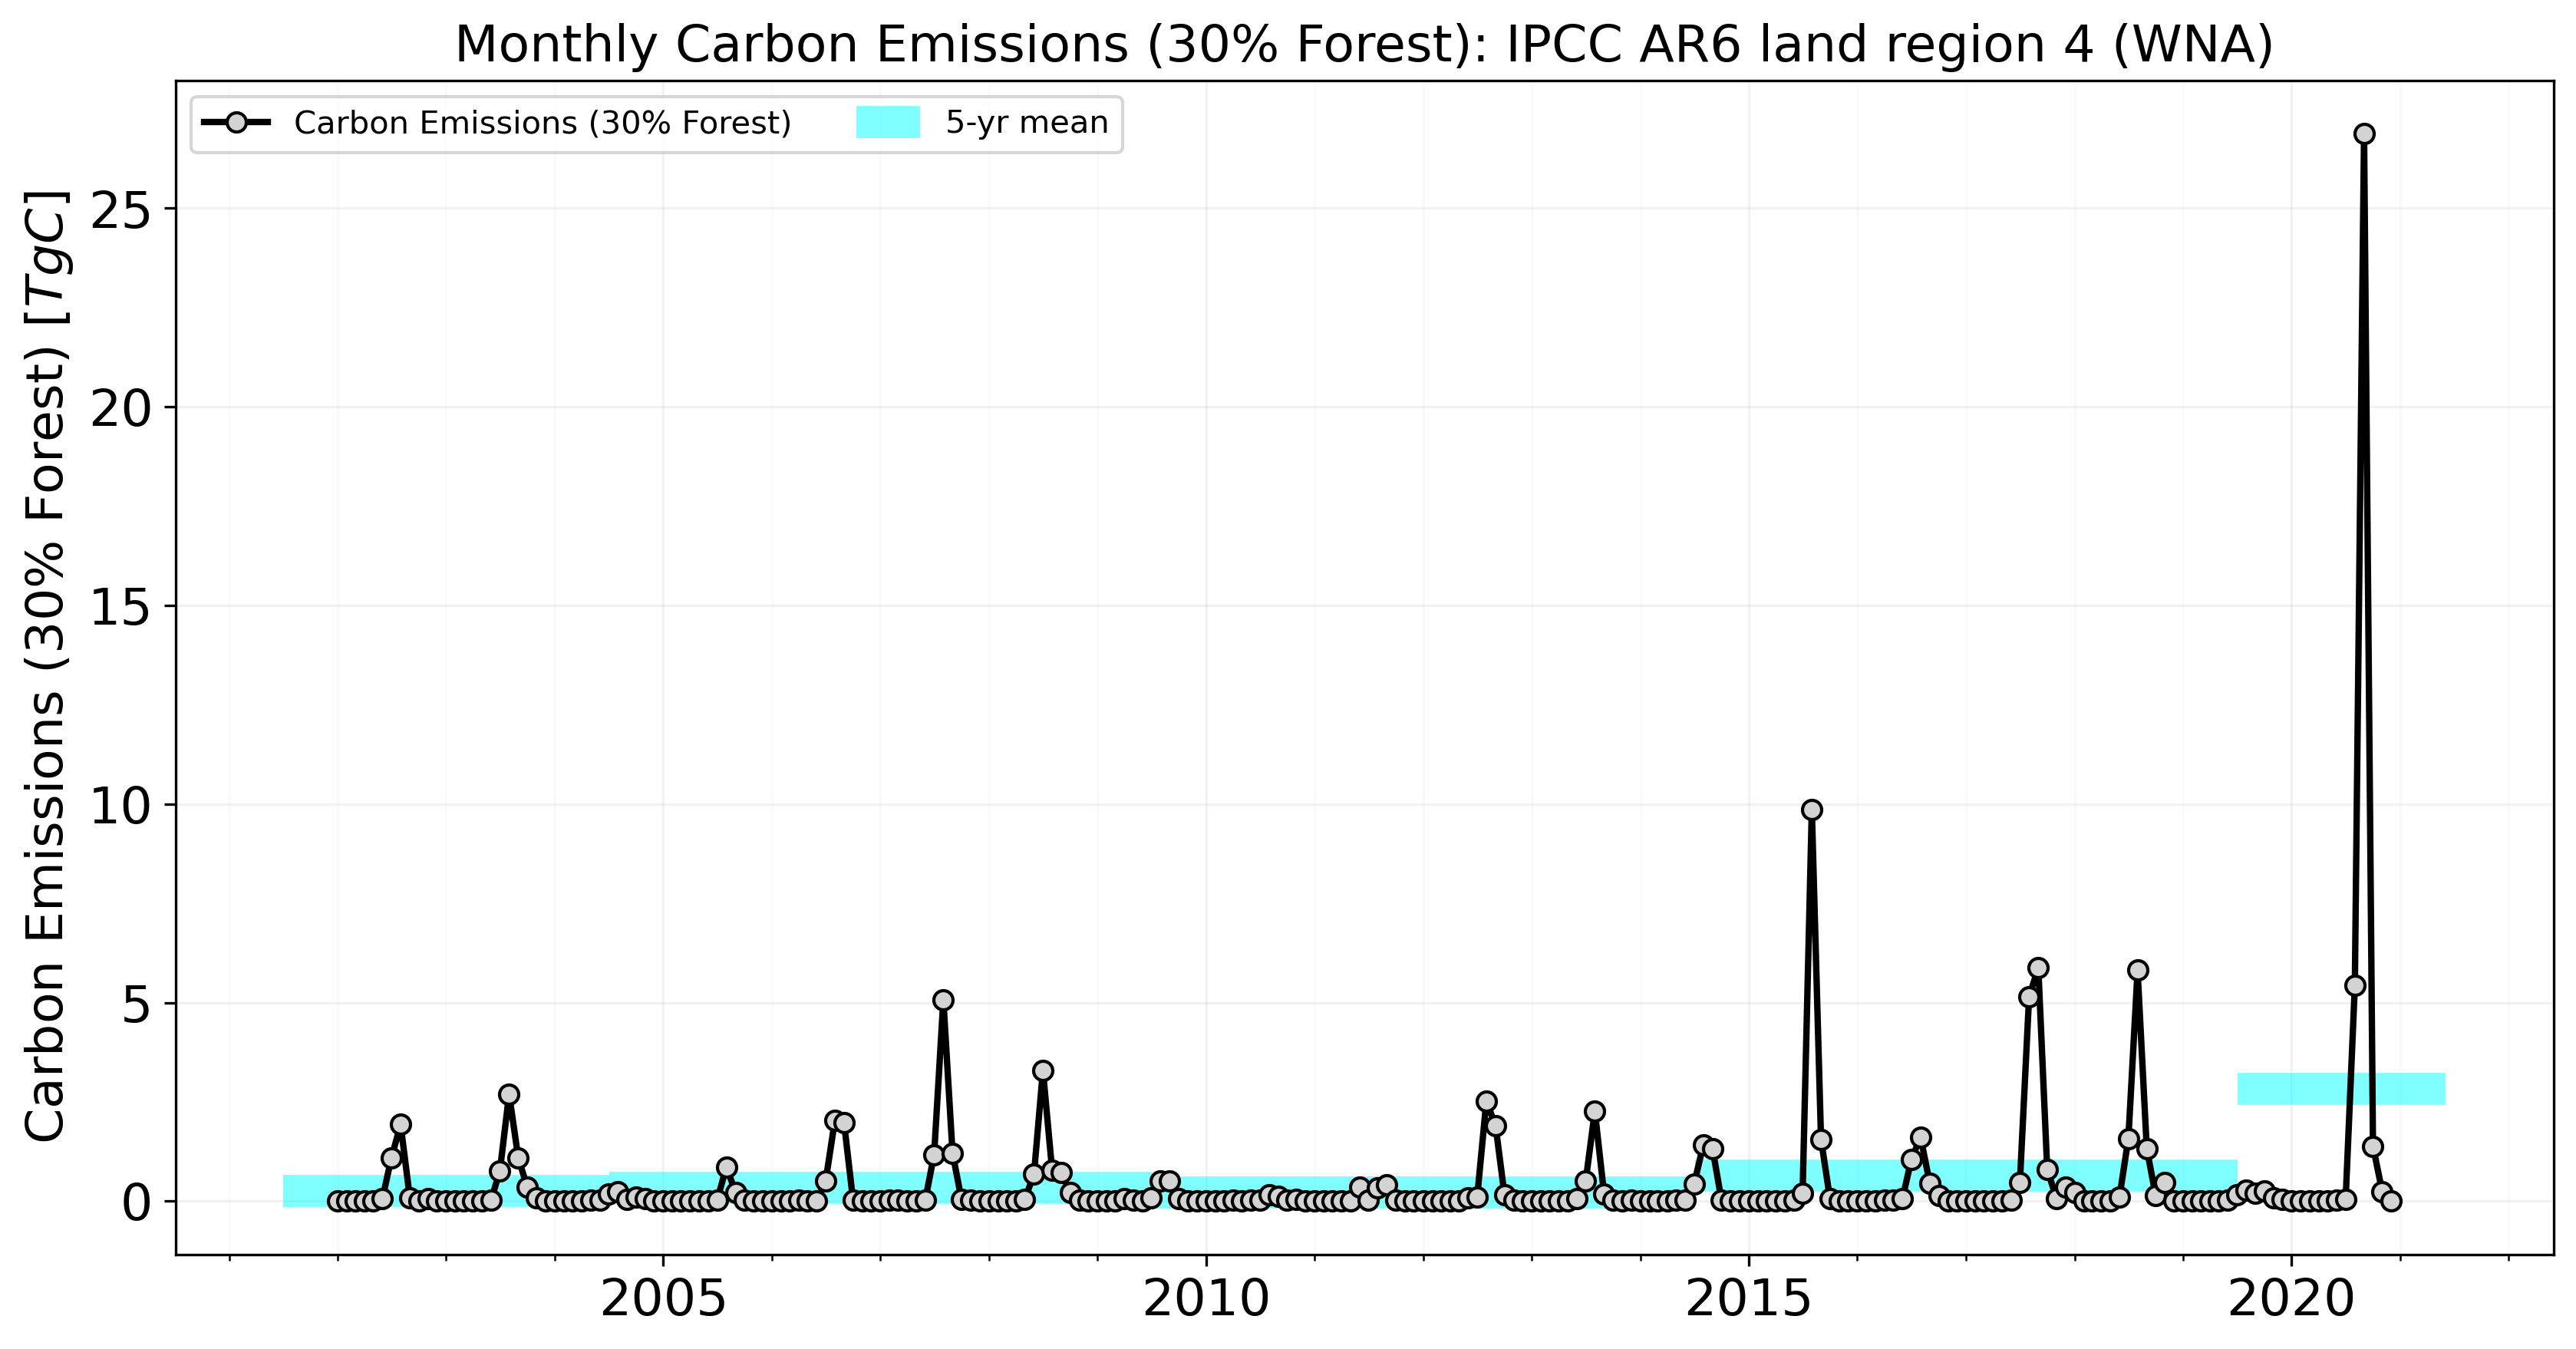 Monthly Carbon Emissions (30% Forest): IPCC AR6 land region 4 (WNA)
Carbon Emissions (30% Forest)
5-yr mean
Carbon Emissions (30% Forest) [TgC]
25
20
15
10
5
0
2005
2010
2015
2020